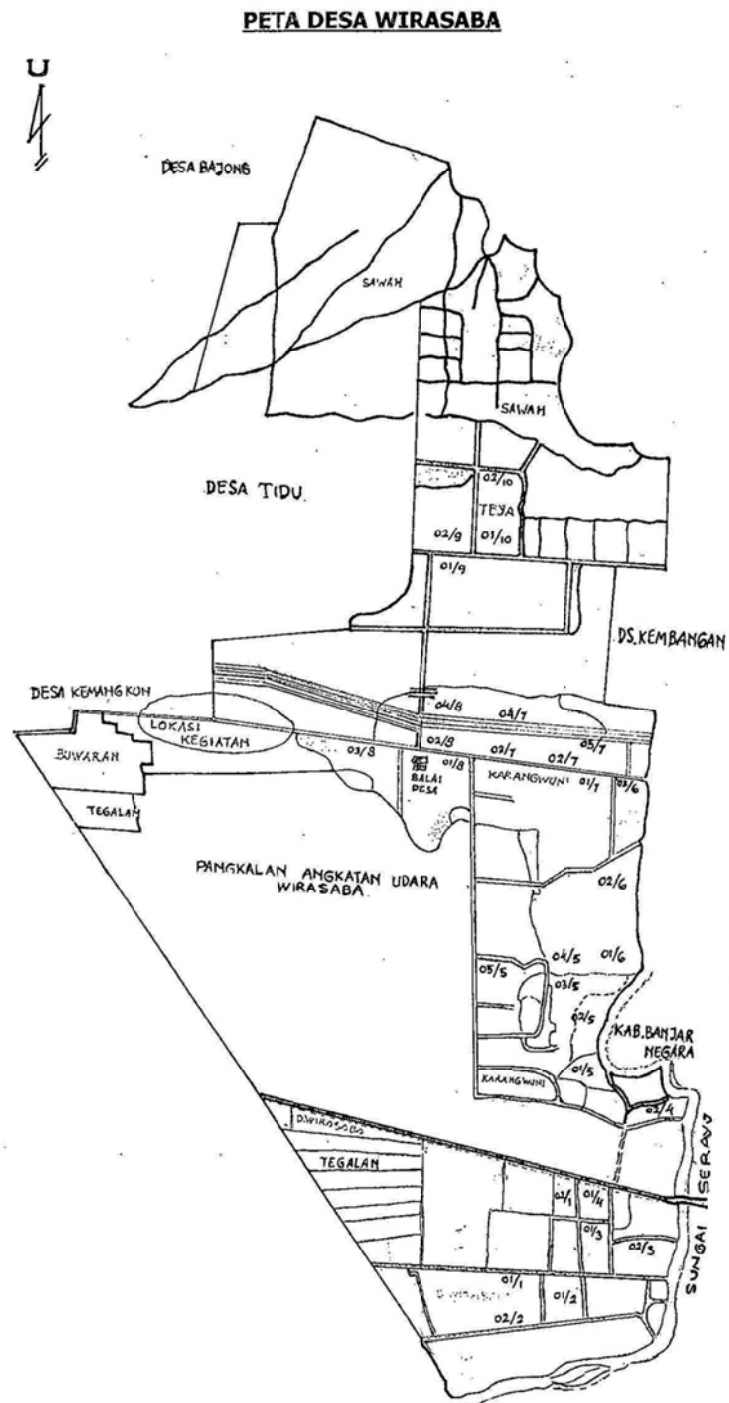 PETA DESA WIRASABA
U
DESA BAJONG
SAWAH
SAWAH
02/10
DESA TIDU
TEYA
02/9
01/10
01/9
DS. KEMBANGAN
DESA KEMANGKON
04/8
04/7
LOKASI
KEGIATAN
05/7
03/8
02/8
02/7
02/7
BUWARAN
01/8
BALAI
DESA
KARANGWUNI
01/7
03/6
TEGALAN
PANGKALAN ANGKATAN UDARA
WIRASABA
02/6
05/5
04/5
01/6
03/5
02/5
KAB. BANJAR
NEGARA
01/5
KARANGWUNI
02/4
D.WIRASABA
TEGALAN
02/1
01/4
01/3
02/3
SUNGAI SERAYU
01/1
01/2
02/2